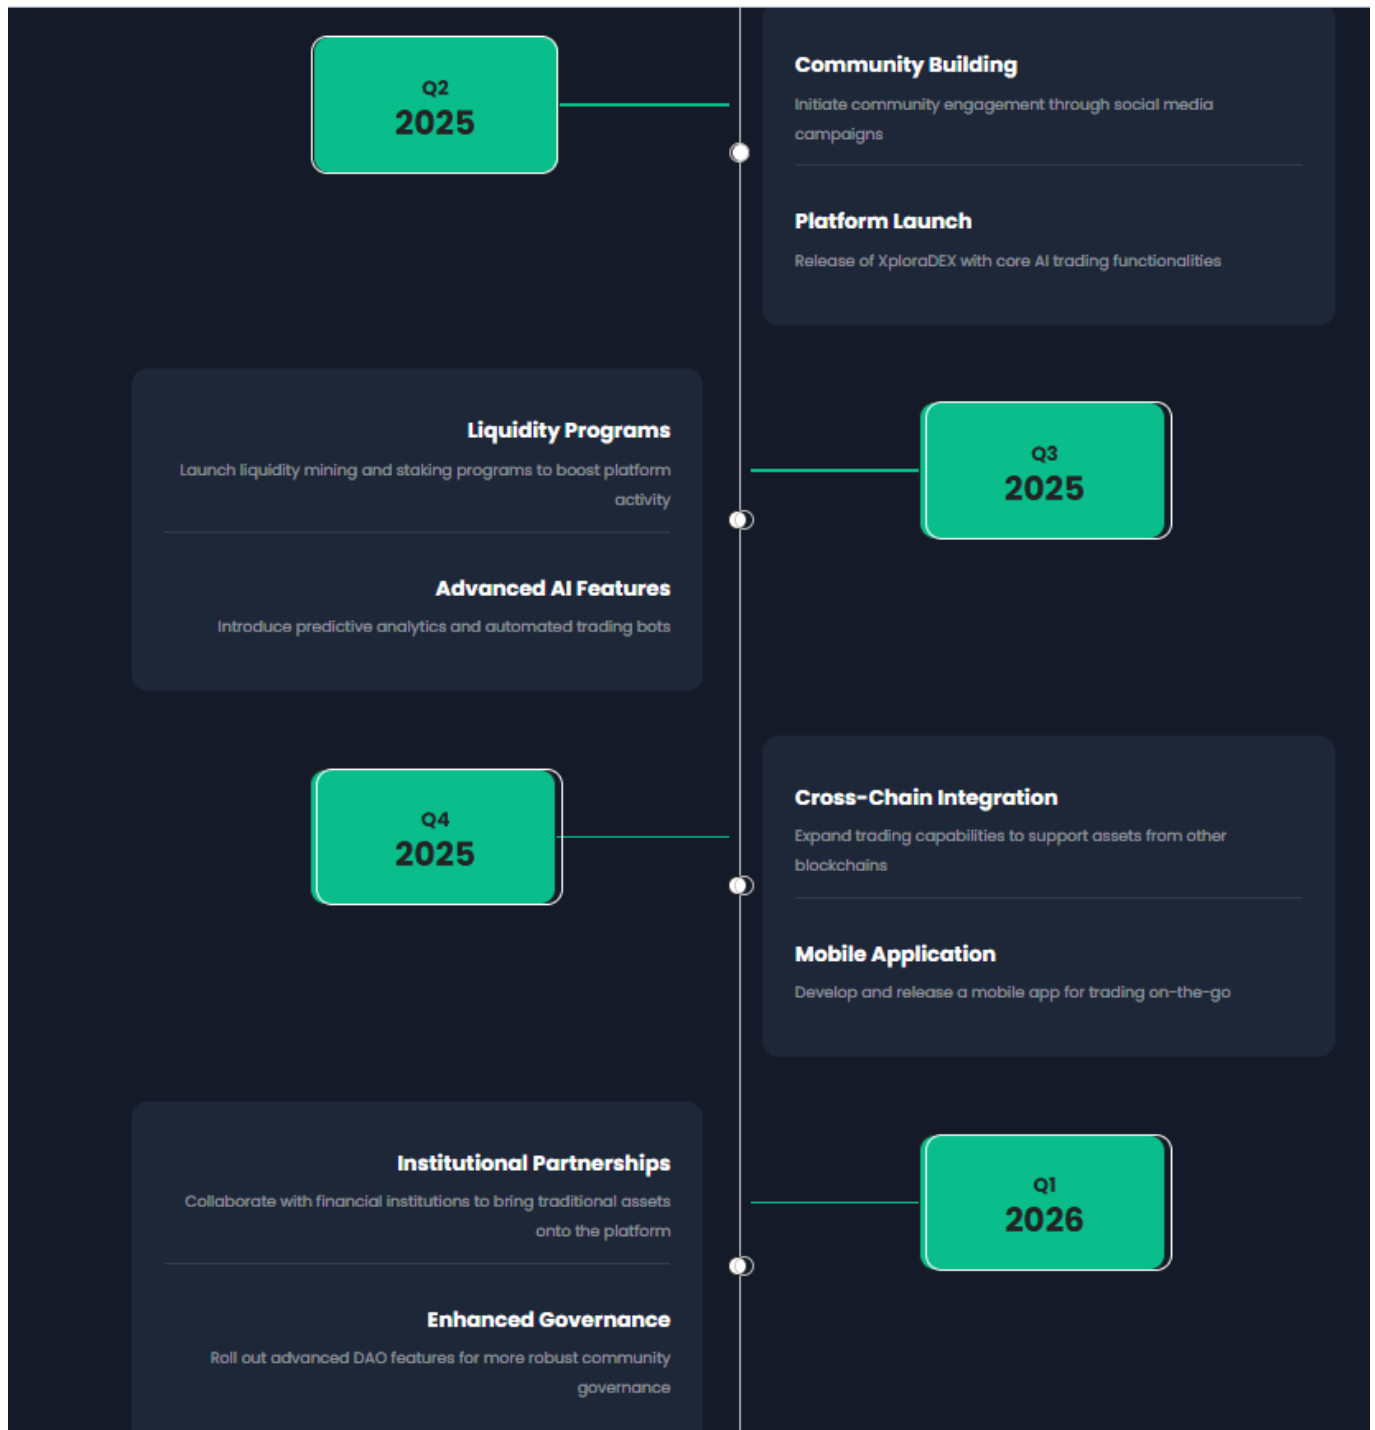 Q2
2025
Community Building
Initiate community engagement through social media
campaigns
Platform Launch
Release of XploraDEX with core AI trading functionalities
Liquidity Programs
Launch liquidity mining and staking programs to boost platform
activity
Advanced AI Features
Introduce predictive analytics and automated trading bots
Q3
2025
Q4
2025
Cross-Chain Integration
Expand trading capabilities to support assets from other
blockchains
Mobile Application
Develop and release a mobile app for trading on-the-go
Institutional Partnerships
Collaborate with financial institutions to bring traditional assets
onto the platform
Enhanced Governance
Roll out advanced DAO features for more robust community
governance
Q1
2026